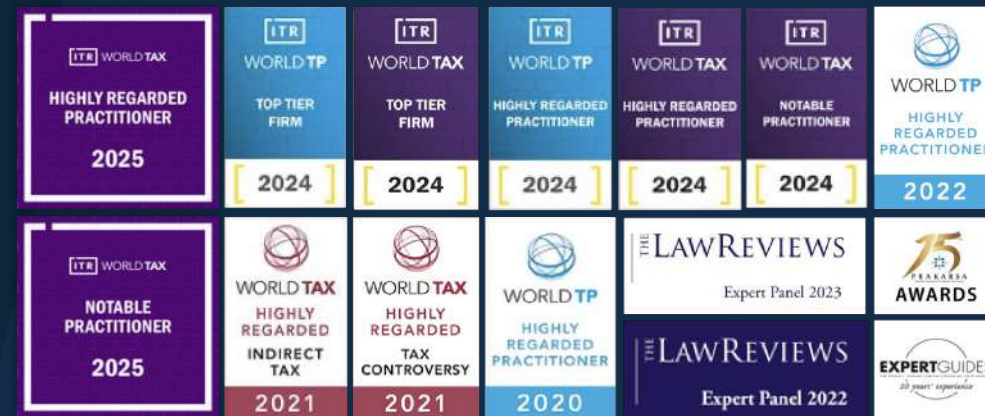 ITR WORLD TAX
HIGHLY REGARDED
PRACTITIONER
2025
ITR
WORLD TP
TOP TIER
FIRM
2024
ITR
WORLD TAX
TOP TIER
FIRM
2024
ITR
WORLD TP
HIGHLY REGARDED
PRACTITIONER
2024
ITR
WORLD TAX
HIGHLY REGARDED
PRACTITIONER
2024
ITR
WORLD TAX
NOTABLE
PRACTITIONER
2024
WORLD TP
HIGHLY
REGARDED
PRACTITIONER
2022
ITR WORLD TAX
NOTABLE
PRACTITIONER
2025
WORLD TAX
HIGHLY
REGARDED
INDIRECT
TAX
2021
WORLD TAX
HIGHLY
REGARDED
TAX
CONTROVERSY
2021
WORLD TP
HIGHLY
REGARDED
PRACTITIONER
2020
THE LAWREVIEWS
Expert Panel 2023
THE LAWREVIEWS
Expert Panel 2022
75
PRAKARSA
AWARDS
EXPERTGUIDES
20 years' experience